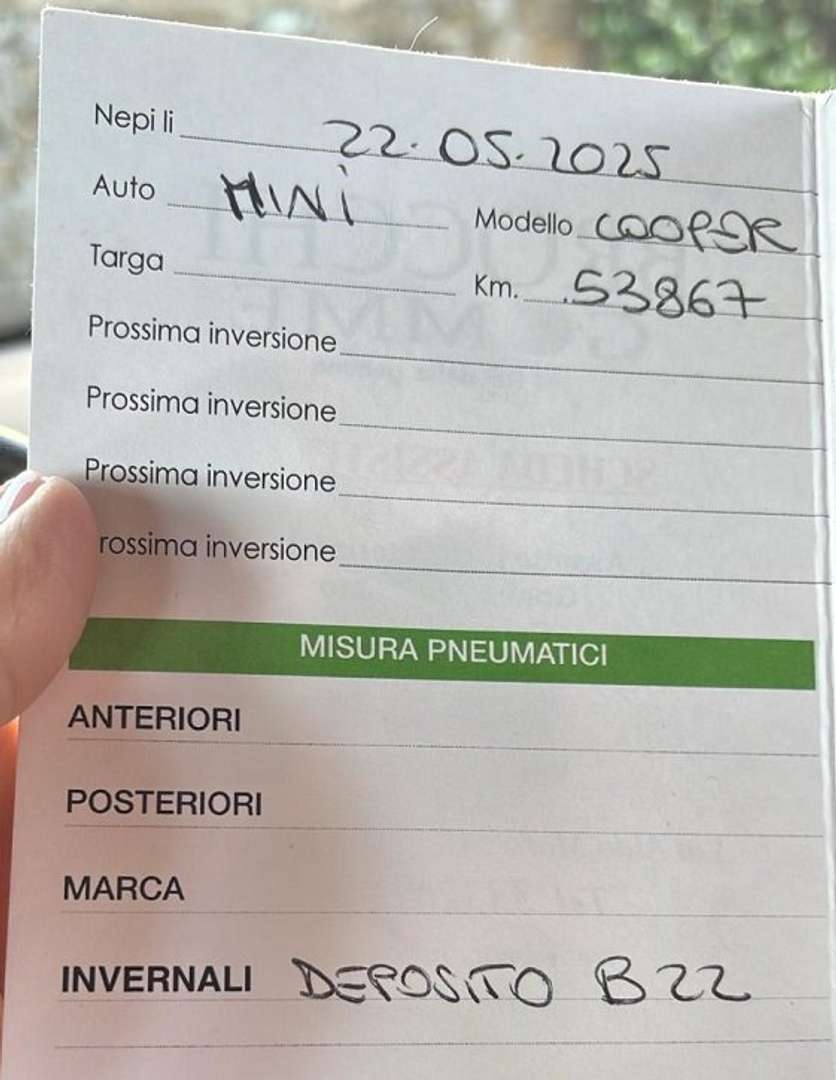 Nepi li 22.05.2025
Auto MINI Modello COOPER
Targa Km. 53867
Prossima inversione
Prossima inversione
Prossima inversione
rossima inversione
MISURA PNEUMATICI
ANTERIORI
POSTERIORI
MARCA
INVERNALI DEPOSITO B22